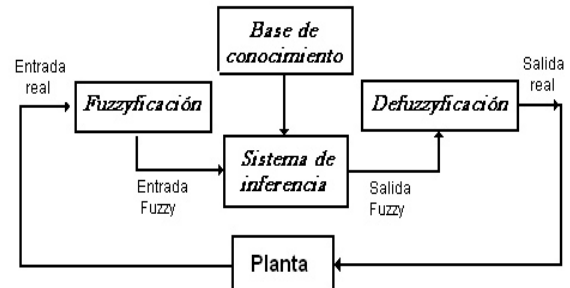 Base de
conocimiento
Entrada
real
Fuzzyficación
Defuzzyficación
Salida
real
Sistema de
inferencia
Entrada
Fuzzy
Salida
Fuzzy
Planta